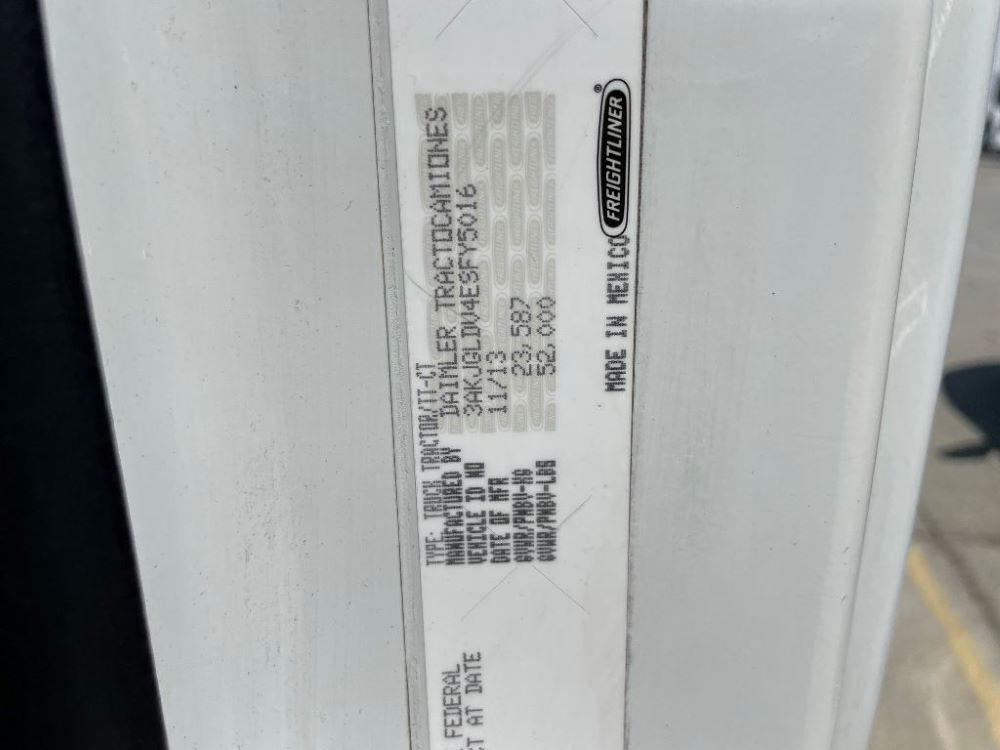 TYPE: TRUCK TRACTOR/TT-CT
MANUFACTURED BY DAIMLER TRACTOCAMIONES
VEHICLE ID NO 3AKJGLDV4ESFY5016
DATE OF MFR 11/13
GVWR/PNBV-KG 23,587
GVWR/PNBV-LBS 52,000
MADE IN MEXICO FREIGHTLINER®
FEDERAL
CT AT DATE